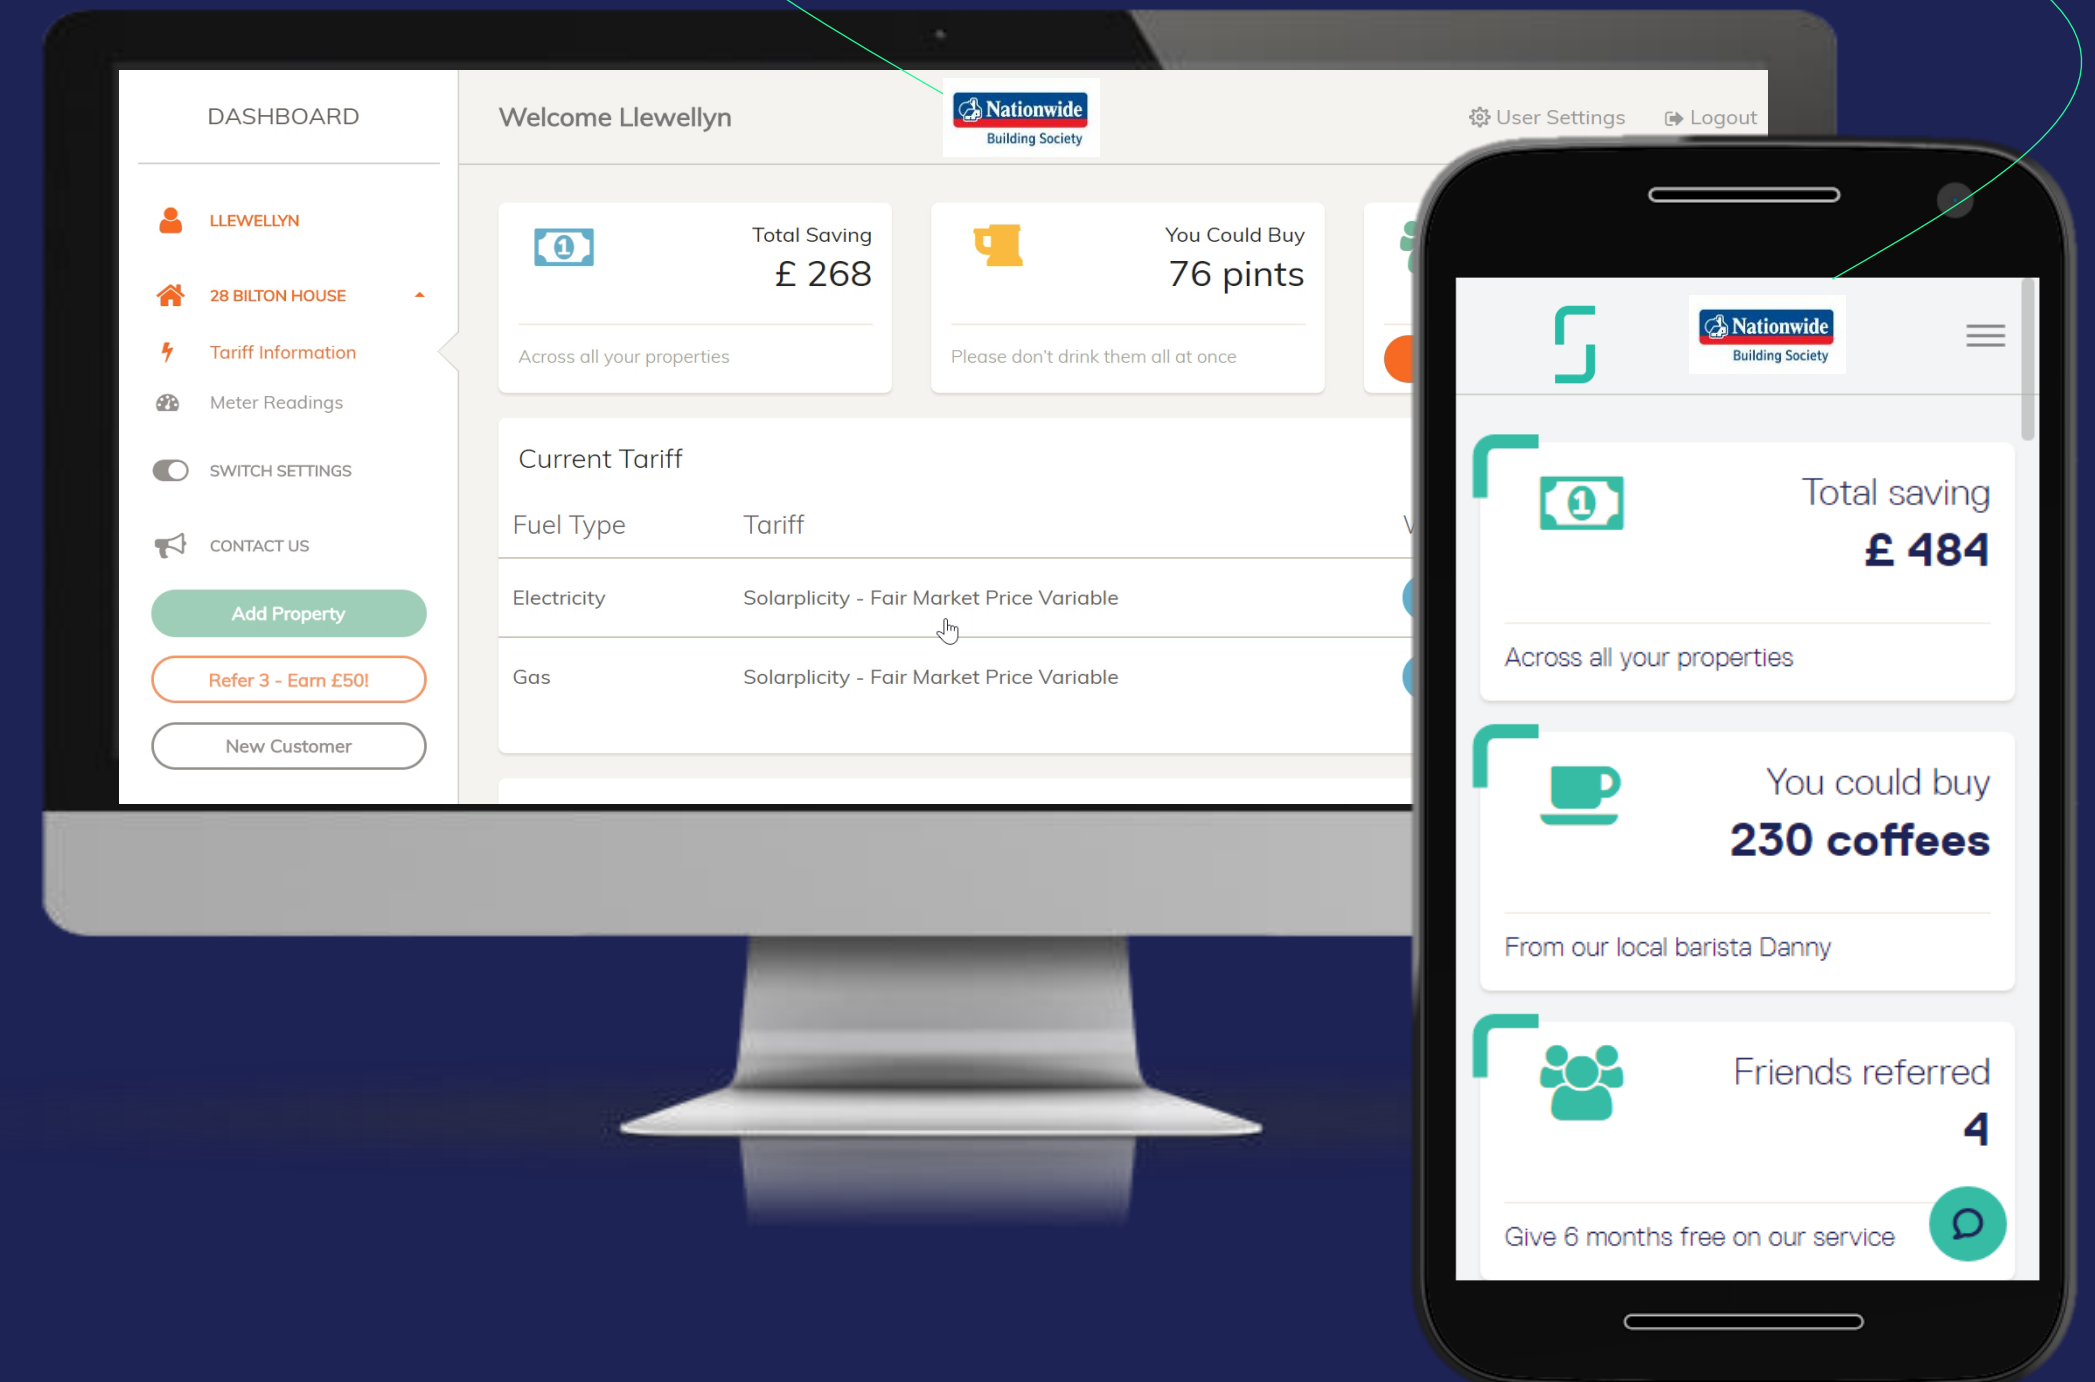 DASHBOARD
Welcome Llewellyn
Nationwide
Building Society
User Settings
Logout
LLEWELLYN
28 BILTON HOUSE
Tariff Information
Meter Readings
SWITCH SETTINGS
CONTACT US
Add Property
Refer 3 - Earn £50!
New Customer
1
Total Saving
£ 268
Across all your properties
You Could Buy
76 pints
Please don't drink them all at once
Current Tariff
Fuel Type Tariff
Electricity Solarplicity - Fair Market Price Variable
Gas Solarplicity - Fair Market Price Variable
Nationwide
Building Society
1
Total saving
£ 484
Across all your properties
You could buy
230 coffees
From our local barista Danny
Friends referred
4
Give 6 months free on our service